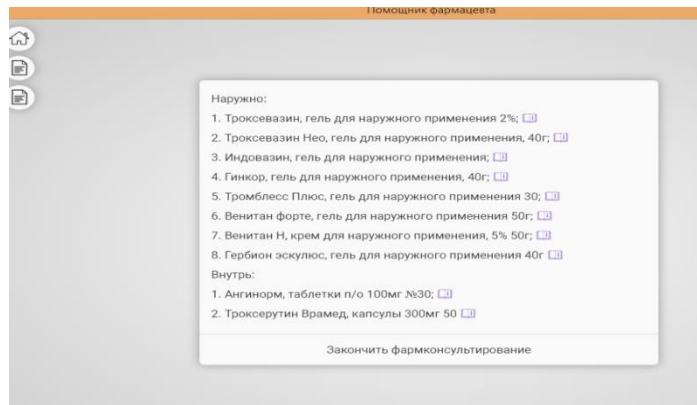 Помощник фармацевта
Наружно:
1. Троксевазин, гель для наружного применения 2%;
2. Троксевазин Нео, гель для наружного применения, 40г;
3. Индовазин, гель для наружного применения;
4. Гинкор, гель для наружного применения, 40г;
5. Тромблесс Плюс, гель для наружного применения 30;
6. Венитан форте, гель для наружного применения 50г;
7. Венитан Н, крем для наружного применения, 5% 50г;
8. Гербион эскулюс, гель для наружного применения 40г
Внутрь:
1. Ангинорм, таблетки п/о 100мг №30;
2. Троксерутин Врамед, капсулы 300мг 50
Закончить фармконсультирование